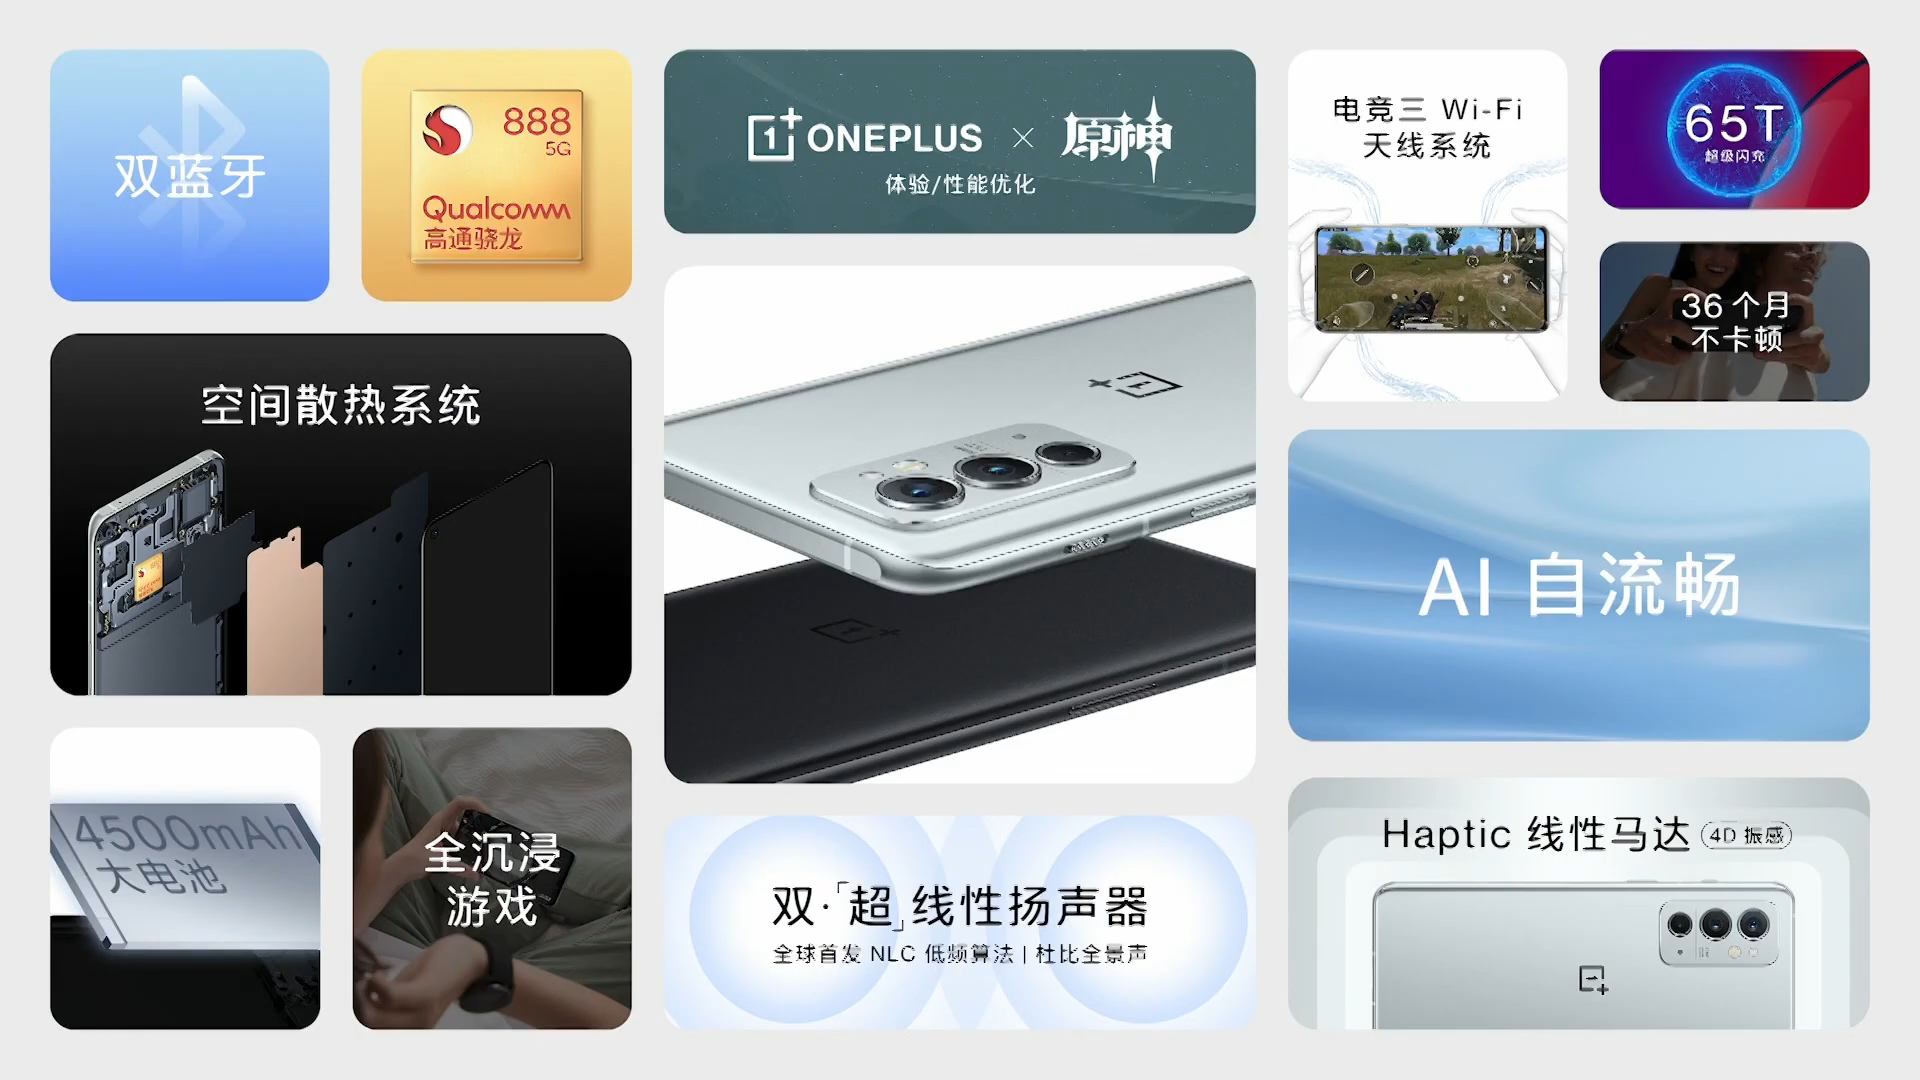 双蓝牙
888
5G
Qualcomm
高通骁龙
ONEPLUS × 原神
体验/性能优化
电竞三 Wi-Fi
天线系统
65T
超级闪充
36 个月
不卡顿
空间散热系统
AI 自流畅
4500mAh
大电池
全沉浸
游戏
双·「超」线性扬声器
全球首发 NLC 低频算法 | 杜比全景声
Haptic 线性马达 4D 振感